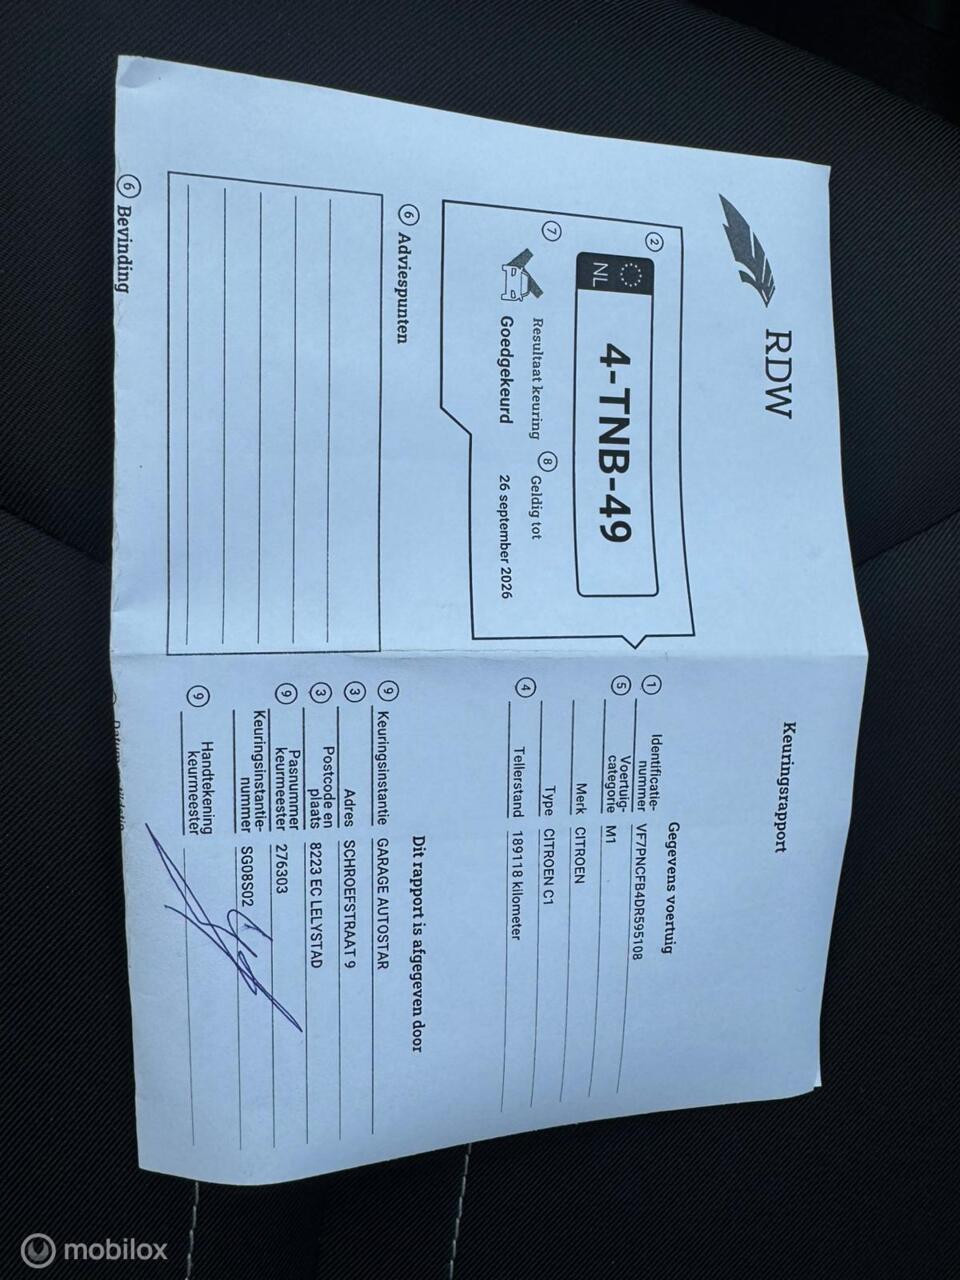 RDW
Keuringsrapport
2
NL
4-TNB-49
7 Resultaat keuring
Goedgekeurd
8 Geldig tot
26 september 2026
6 Adviespunten
6 Bevinding
Gegevens voertuig
1 Identificatie-
nummer VF7PNCFB4DR595108
5 Voertuig-
categorie M1
Merk CITROEN
Type CITROEN C1
4 Tellerstand 189118 kilometer
Dit rapport is afgegeven door
9 Keuringsinstantie GARAGE AUTOSTAR
3 Adres SCHROEFSTRAAT 9
3 Postcode en
plaats 8223 EC LELYSTAD
9 Pasnummer
keurmeester 276303
Keuringsinstantie-
nummer SG08S02
9 Handtekening
keurmeester
mobilox